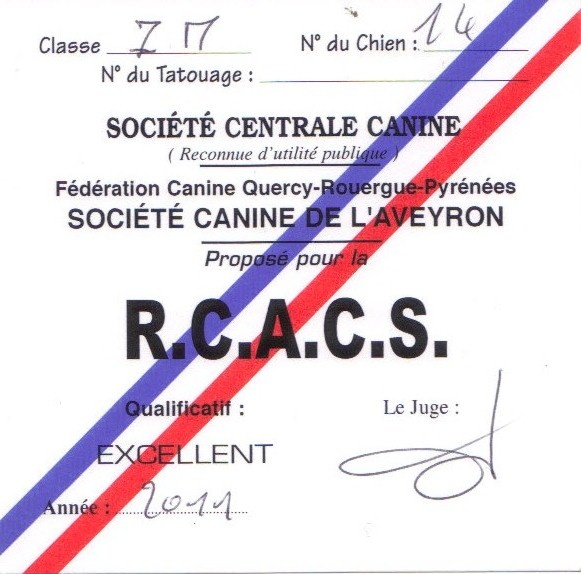 Classe 7 M N° du Chien : 14
N° du Tatouage :
SOCIÉTÉ CENTRALE CANINE
( Reconnue d'utilité publique )
Fédération Canine Quercy-Rouergue-Pyrénées
SOCIÉTÉ CANINE DE L'AVEYRON
Proposé pour la
R.C.A.C.S.
Qualificatif : Le Juge :
EXCELLENT
Année : 2011